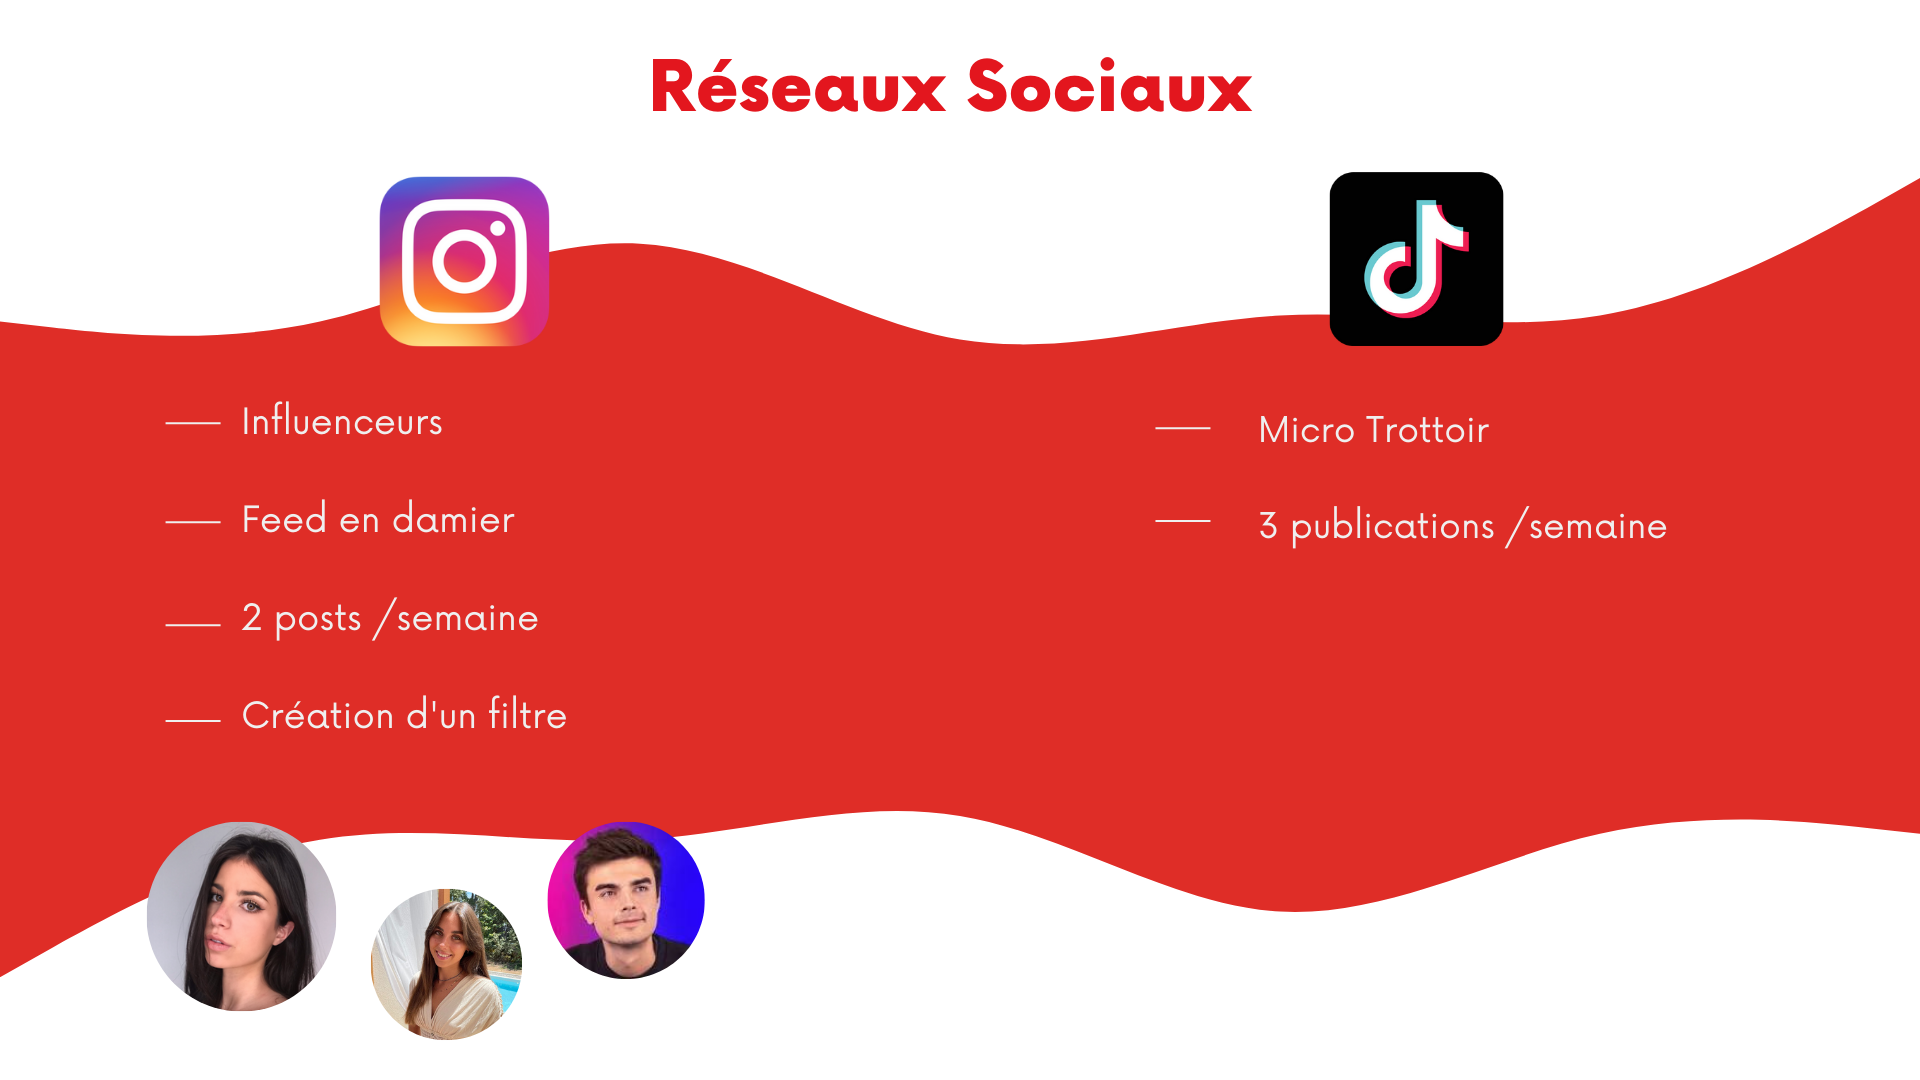 Réseaux Sociaux
Influenceurs
Feed en damier
2 posts /semaine
Création d'un filtre
Micro Trottoir
3 publications /semaine